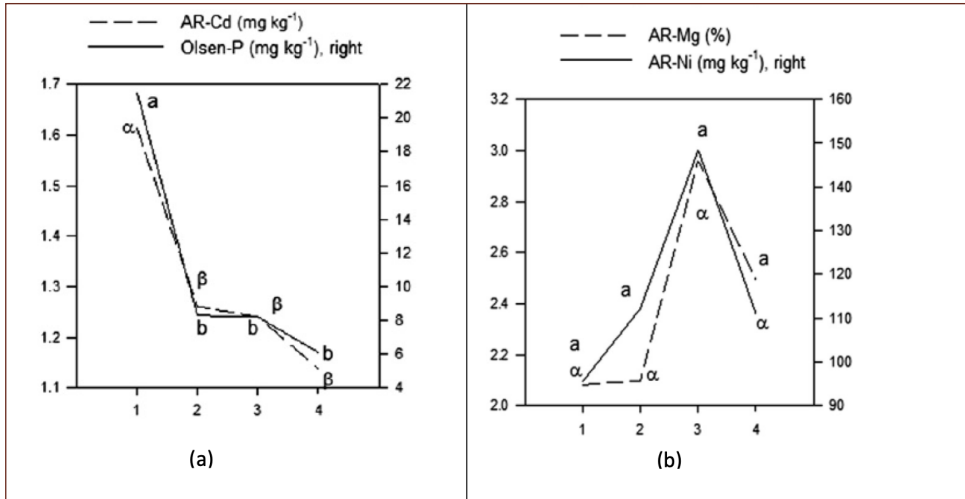 AR-Cd (mg kg⁻¹)
Olsen-P (mg kg⁻¹), right
1.7
1.6
1.5
1.4
1.3
1.2
1.1
22
20
18
16
14
12
10
8
6
4
a
α
β
b
β
b
b
β
1 2 3 4
(a)
AR-Mg (%)
AR-Ni (mg kg⁻¹), right
3.2
3.0
2.8
2.6
2.4
2.2
2.0
160
150
140
130
120
110
100
90
a
α
a
α
a
α
a
α
1 2 3 4
(b)